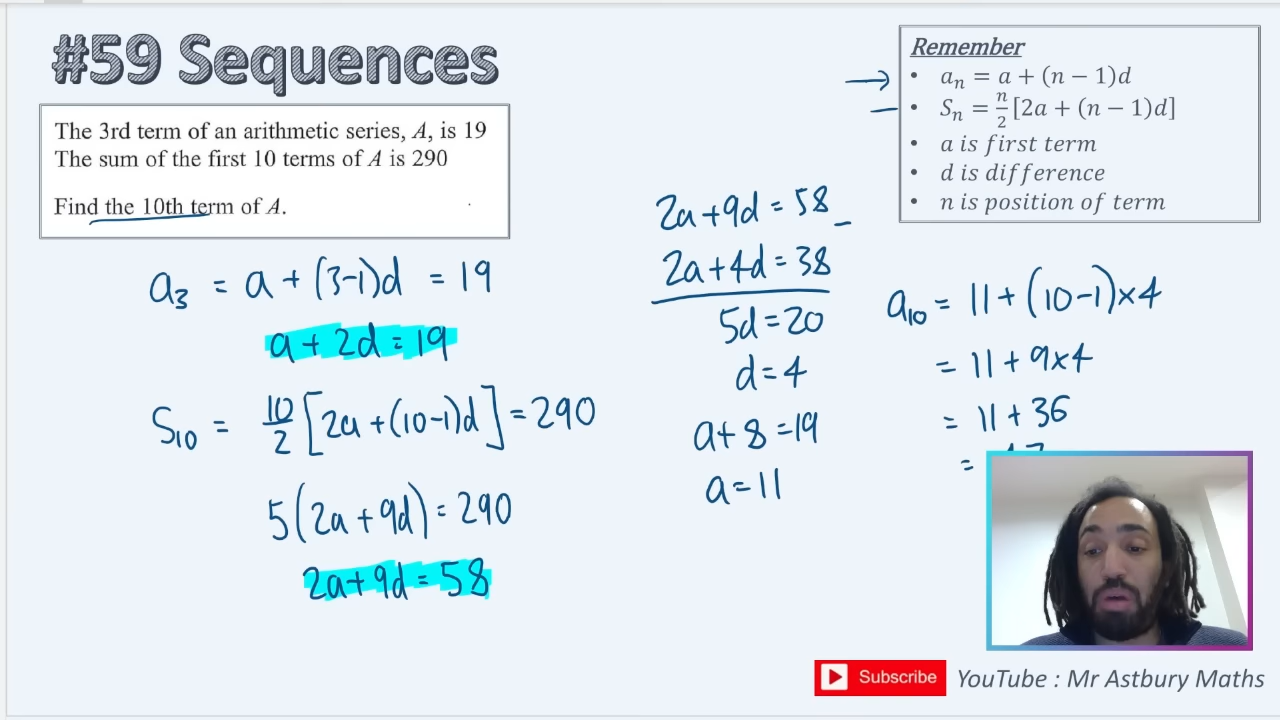 #59 Sequences
The 3rd term of an arithmetic series, A, is 19
The sum of the first 10 terms of A is 290
Find the 10th term of A.
Remember
• aₙ = a + (n − 1)d
• Sₙ = n/2 [2a + (n − 1)d]
• a is first term
• d is difference
• n is position of term
a₃ = a + (3-1)d = 19
a + 2d = 19
S₁₀ = 10/2 [2a + (10-1)d] = 290
5(2a + 9d) = 290
2a + 9d = 58
2a + 9d = 58 -
2a + 4d = 38
5d = 20
d = 4
a + 8 = 19
a = 11
a₁₀ = 11 + (10-1)×4
= 11 + 9×4
= 11 + 36
=
Subscribe
YouTube : Mr Astbury Maths